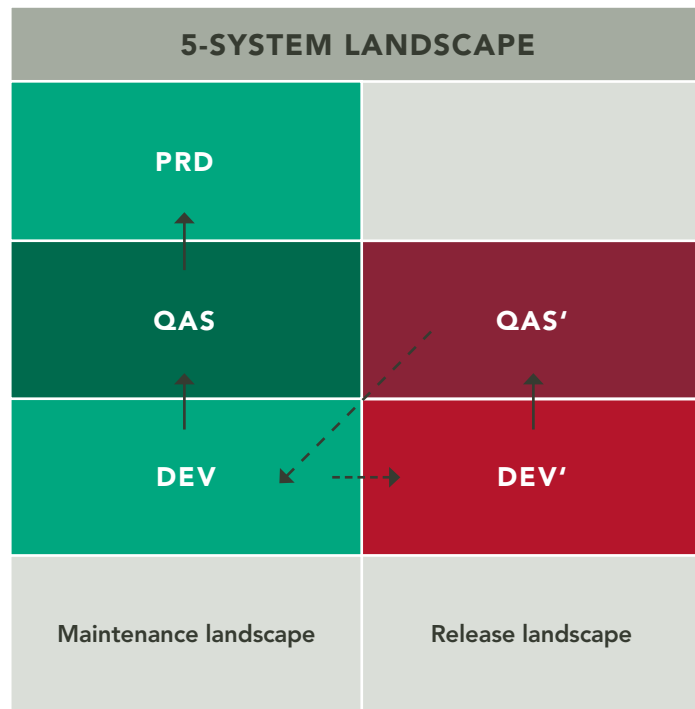 5-SYSTEM LANDSCAPE
PRD
QAS
QAS‘
DEV
DEV‘
Maintenance landscape
Release landscape